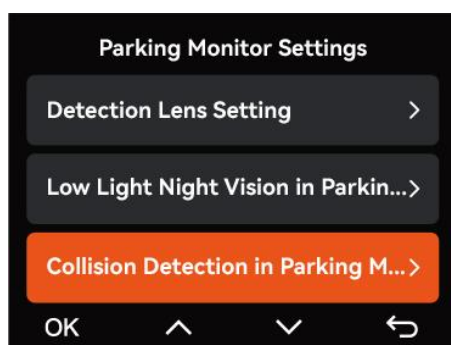 Parking Monitor Settings
Detection Lens Setting
Low Light Night Vision in Parkin...
Collision Detection in Parking M...
OK